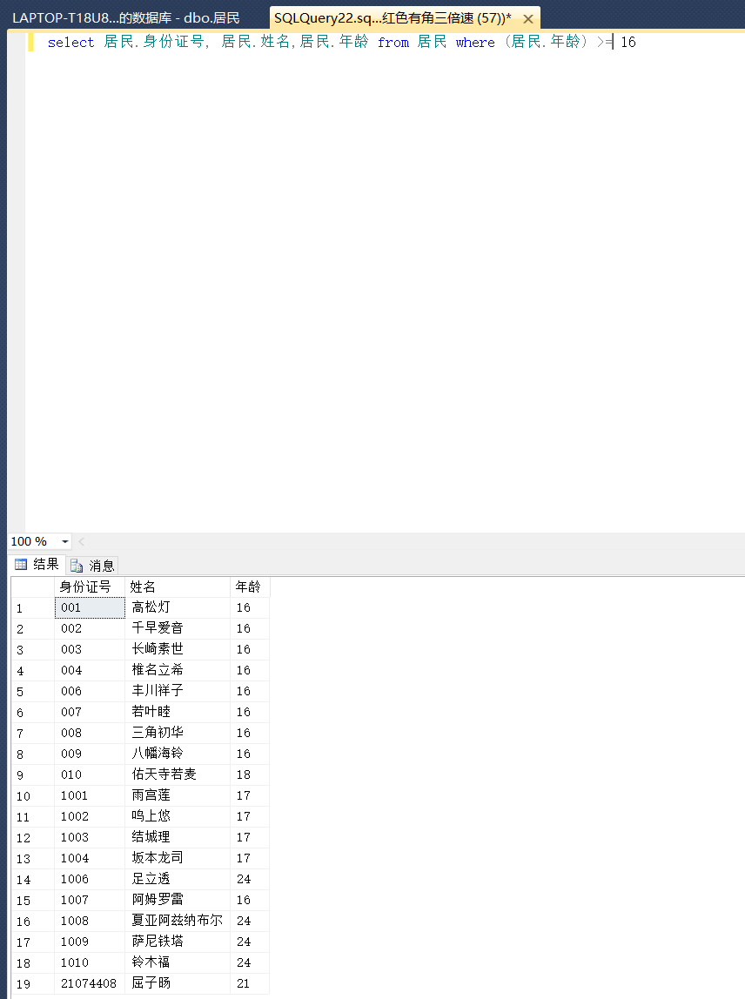 LAPTOP-T18U8...的数据库 - dbo.居民 SQLQuery22.sq...红色有角三倍速 (57))*
select 居民.身份证号, 居民.姓名,居民.年龄 from 居民 where (居民.年龄) >= 16
100 %
结果 消息
身份证号 姓名 年龄
1 001 高松灯 16
2 002 千早爱音 16
3 003 长崎素世 16
4 004 椎名立希 16
5 006 丰川祥子 16
6 007 若叶睦 16
7 008 三角初华 16
8 009 八幡海铃 16
9 010 佑天寺若麦 18
10 1001 雨宫莲 17
11 1002 鸣上悠 17
12 1003 结城理 17
13 1004 坂本龙司 17
14 1006 足立透 24
15 1007 阿姆罗雷 16
16 1008 夏亚阿兹纳布尔 24
17 1009 萨尼铁塔 24
18 1010 铃木福 24
19 21074408 屈子旸 21